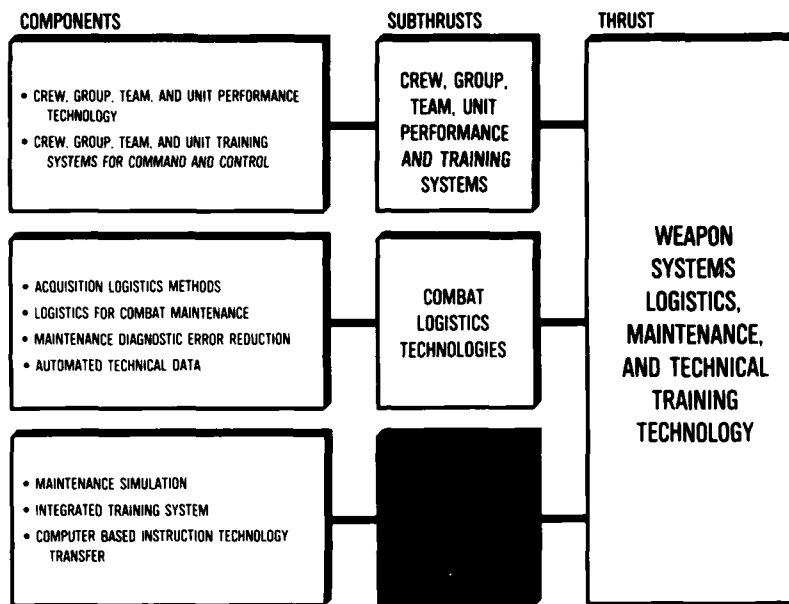 COMPONENTS
SUBTHRUSTS
THRUST
• CREW, GROUP, TEAM, AND UNIT PERFORMANCE
TECHNOLOGY
• CREW, GROUP, TEAM, AND UNIT TRAINING
SYSTEMS FOR COMMAND AND CONTROL
CREW, GROUP,
TEAM, UNIT
PERFORMANCE
AND TRAINING
SYSTEMS
• ACQUISITION LOGISTICS METHODS
• LOGISTICS FOR COMBAT MAINTENANCE
• MAINTENANCE DIAGNOSTIC ERROR REDUCTION
• AUTOMATED TECHNICAL DATA
COMBAT
LOGISTICS
TECHNOLOGIES
• MAINTENANCE SIMULATION
• INTEGRATED TRAINING SYSTEM
• COMPUTER BASED INSTRUCTION TECHNOLOGY
TRANSFER
WEAPON
SYSTEMS
LOGISTICS,
MAINTENANCE,
AND TECHNICAL
TRAINING
TECHNOLOGY